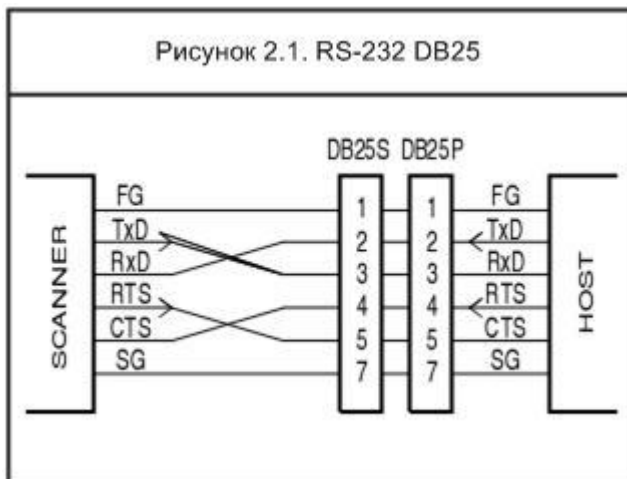 Рисунок 2.1. RS-232 DB25
DB25S DB25P
FG 1 1 FG
TxD 2 2 TxD
RxD 3 3 RxD
RTS 4 4 RTS
CTS 5 5 CTS
SG 7 7 SG
SCANNER
HOST